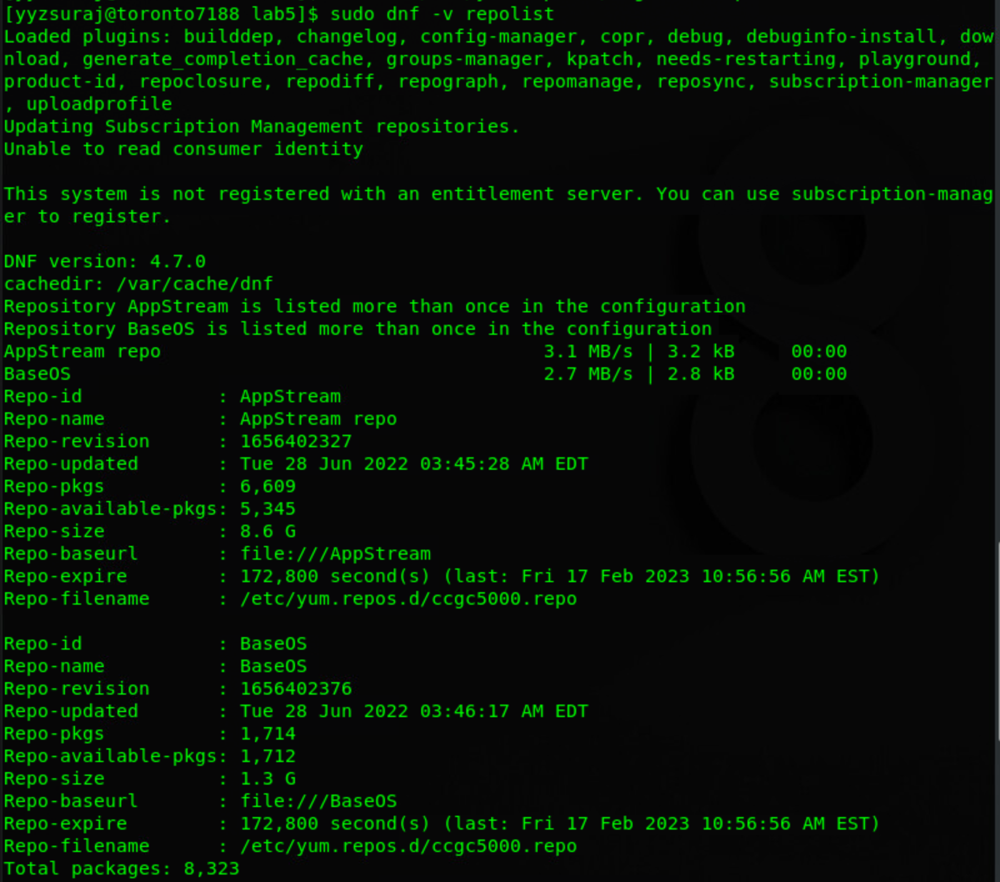 [yyzsuraj@toronto7188 lab5]$ sudo dnf -v repolist
Loaded plugins: builddep, changelog, config-manager, copr, debug, debuginfo-install, dow
nload, generate_completion_cache, groups-manager, kpatch, needs-restarting, playground,
product-id, repoclosure, repodiff, repograph, repomanage, reposync, subscription-manager
, uploadprofile
Updating Subscription Management repositories.
Unable to read consumer identity

This system is not registered with an entitlement server. You can use subscription-manag
er to register.

DNF version: 4.7.0
cachedir: /var/cache/dnf
Repository AppStream is listed more than once in the configuration
Repository BaseOS is listed more than once in the configuration
AppStream repo                                  3.1 MB/s | 3.2 kB     00:00
BaseOS                                          2.7 MB/s | 2.8 kB     00:00
Repo-id            : AppStream
Repo-name          : AppStream repo
Repo-revision      : 1656402327
Repo-updated       : Tue 28 Jun 2022 03:45:28 AM EDT
Repo-pkgs          : 6,609
Repo-available-pkgs: 5,345
Repo-size          : 8.6 G
Repo-baseurl       : file:///AppStream
Repo-expire        : 172,800 second(s) (last: Fri 17 Feb 2023 10:56:56 AM EST)
Repo-filename      : /etc/yum.repos.d/ccgc5000.repo

Repo-id            : BaseOS
Repo-name          : BaseOS
Repo-revision      : 1656402376
Repo-updated       : Tue 28 Jun 2022 03:46:17 AM EDT
Repo-pkgs          : 1,714
Repo-available-pkgs: 1,712
Repo-size          : 1.3 G
Repo-baseurl       : file:///BaseOS
Repo-expire        : 172,800 second(s) (last: Fri 17 Feb 2023 10:56:56 AM EST)
Repo-filename      : /etc/yum.repos.d/ccgc5000.repo
Total packages: 8,323